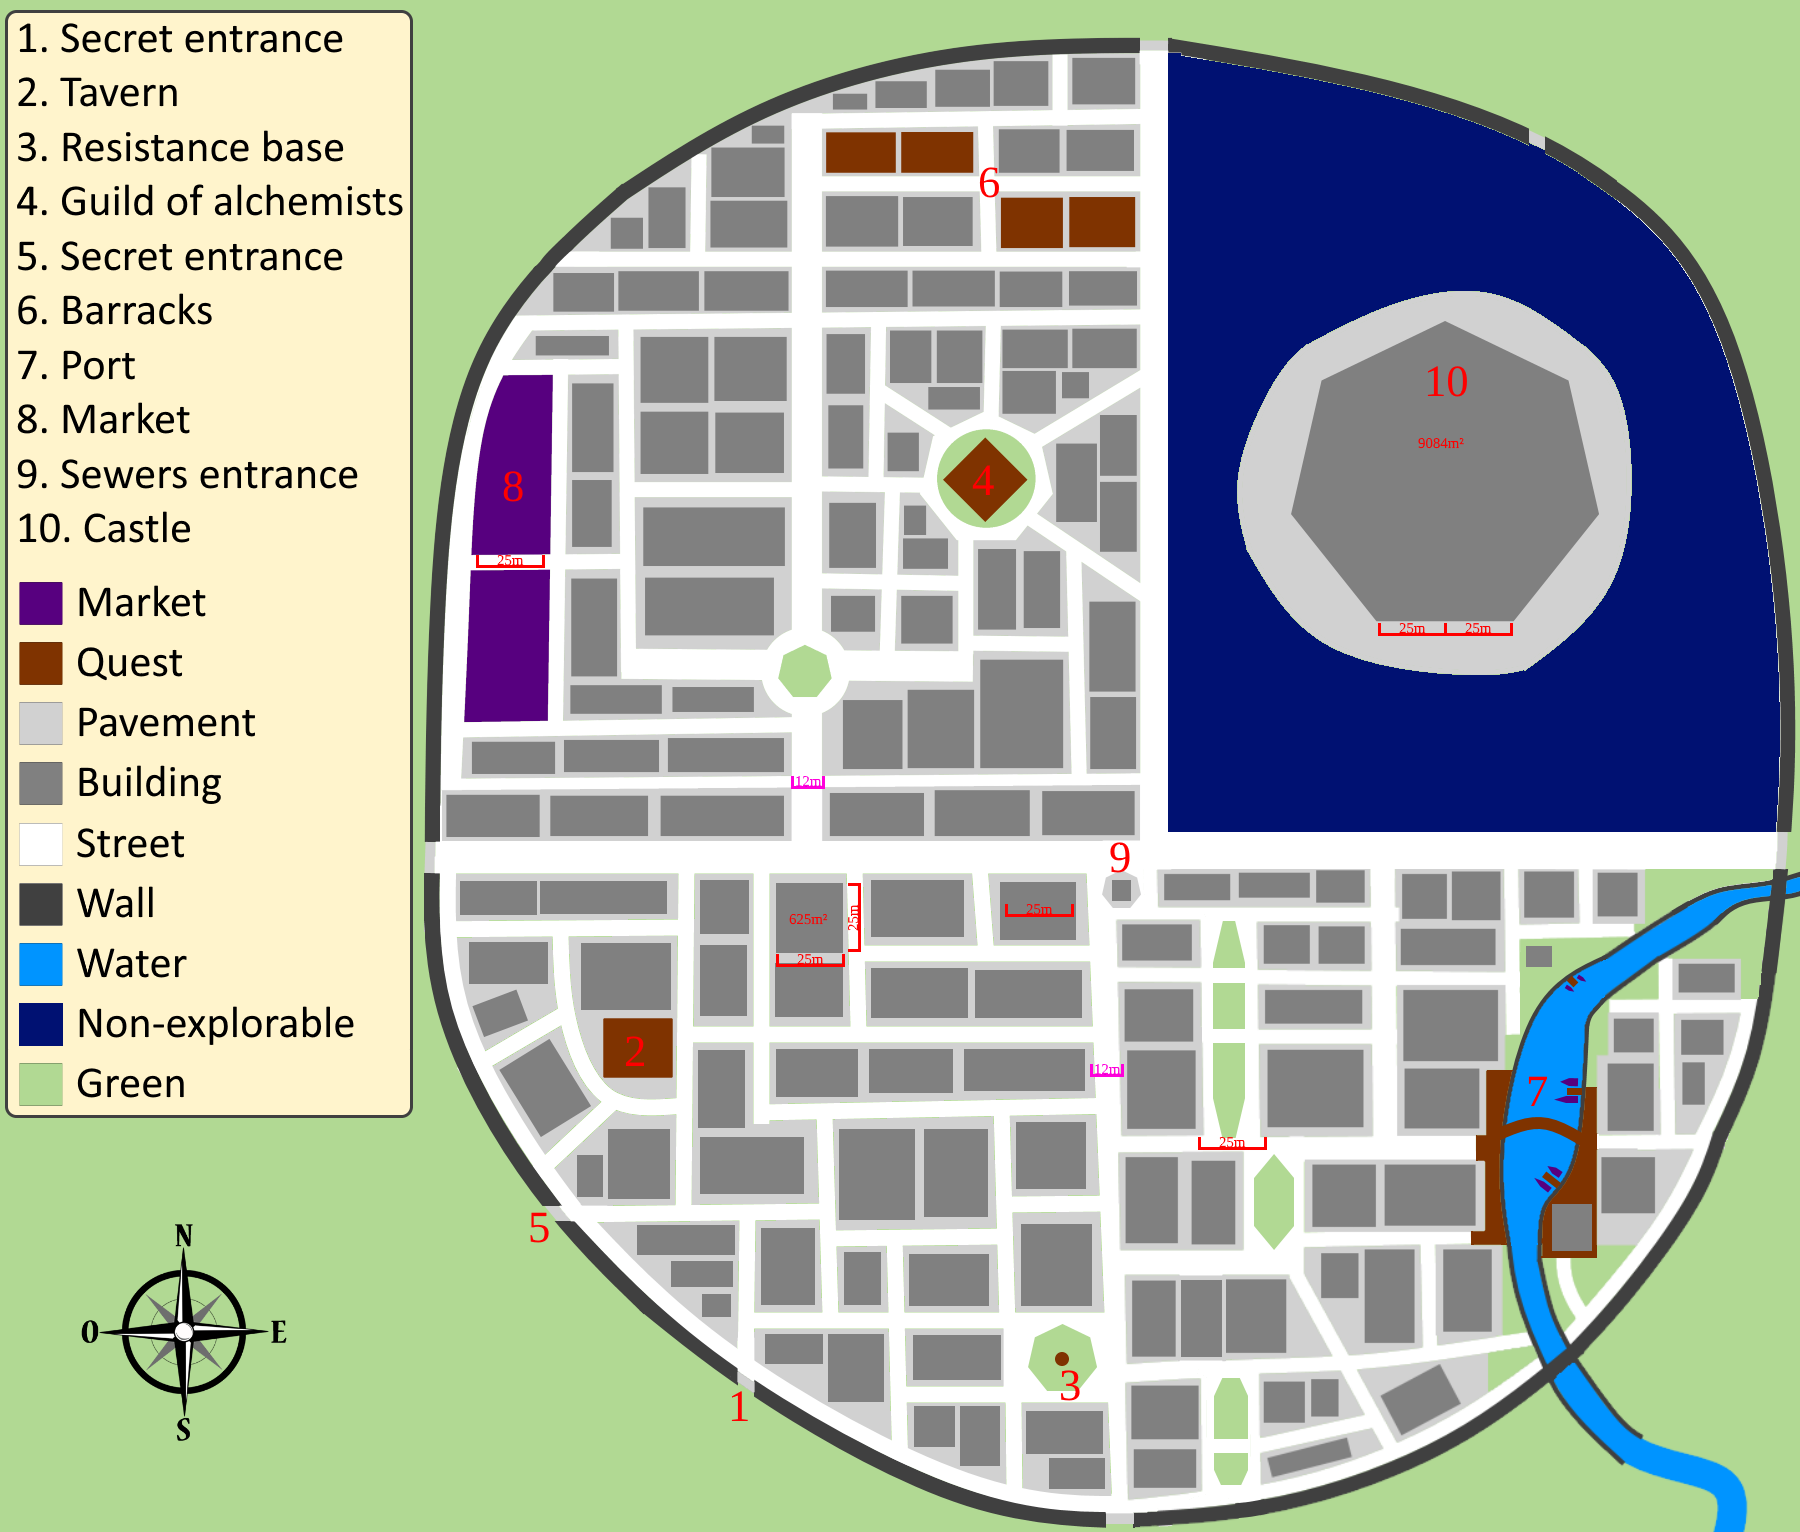 1. Secret entrance
2. Tavern
3. Resistance base
4. Guild of alchemists
5. Secret entrance
6. Barracks
7. Port
8. Market
9. Sewers entrance
10. Castle
Market
Quest
Pavement
Building
Street
Wall
Water
Non-explorable
Green
6
10
9084m²
4
8
25m
25m
25m
12m
9
625m²
25m
25m
25m
2
12m
7
25m
5
3
1
N
O
E
S